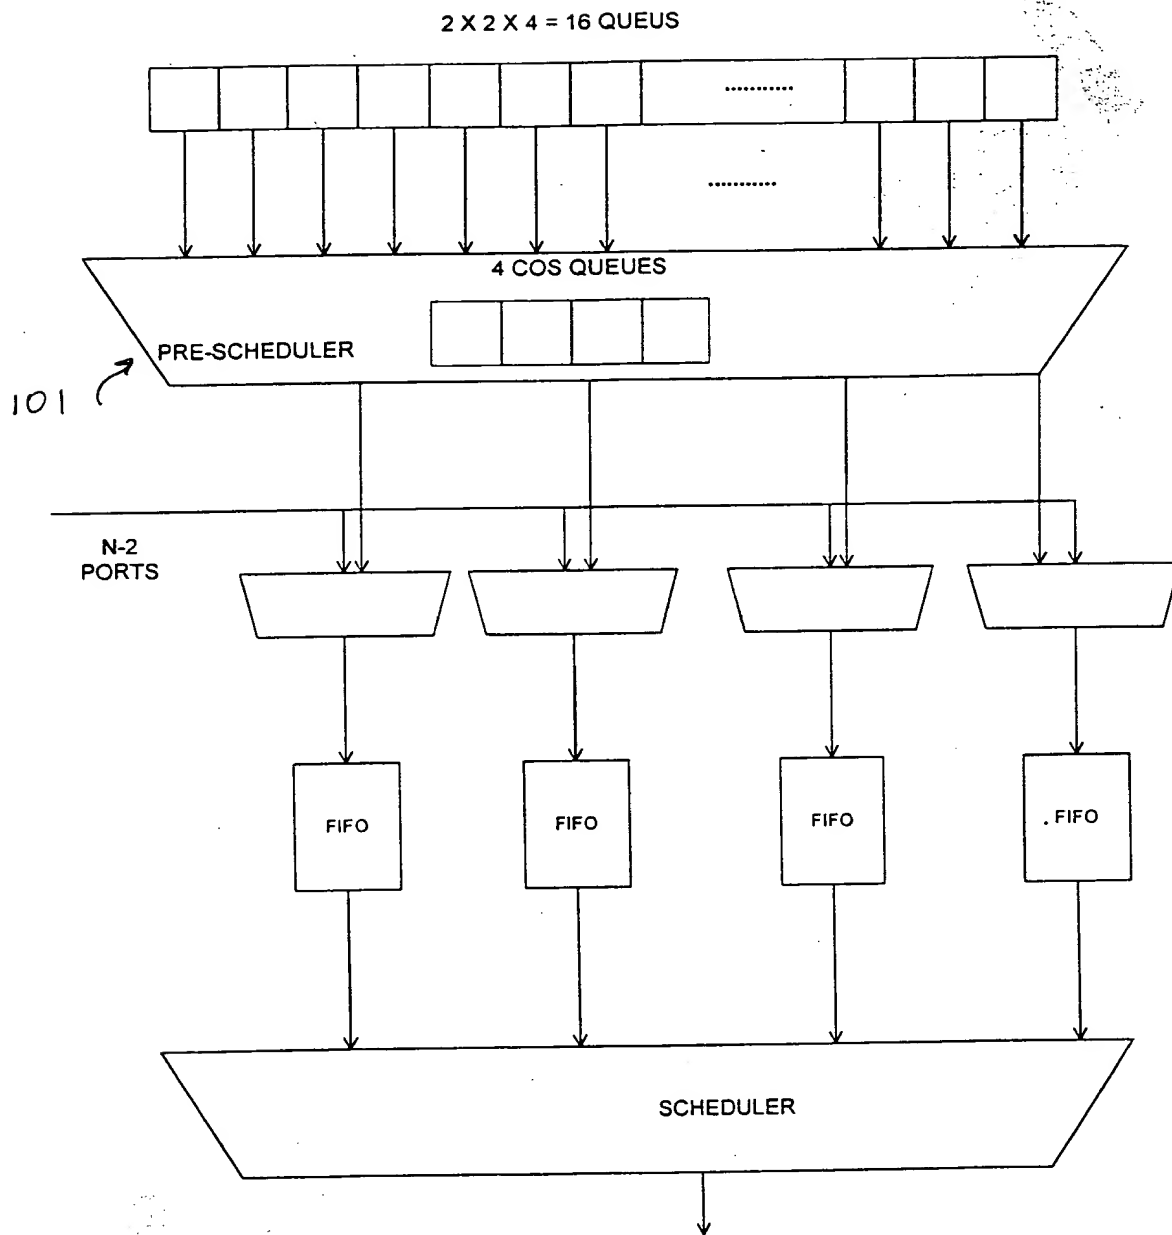 2 X 2 X 4 = 16 QUEUS
4 COS QUEUES
PRE-SCHEDULER
101
N-2
PORTS
FIFO
FIFO
FIFO
FIFO
SCHEDULER